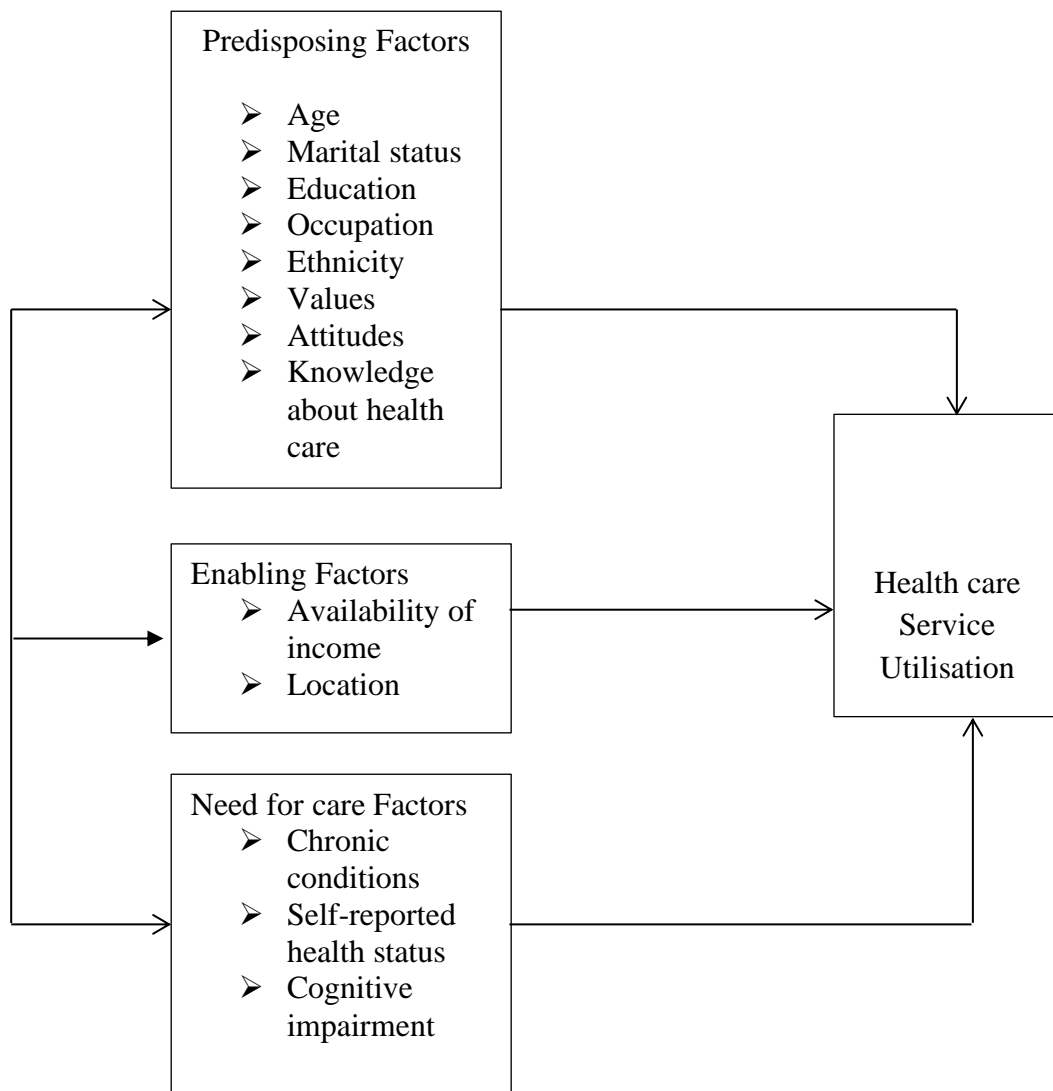 Predisposing Factors
➢ Age
➢ Marital status
➢ Education
➢ Occupation
➢ Ethnicity
➢ Values
➢ Attitudes
➢ Knowledge
about health
care
Enabling Factors
➢ Availability of
income
➢ Location
Need for care Factors
➢ Chronic
conditions
➢ Self-reported
health status
➢ Cognitive
impairment
Health care
Service
Utilisation